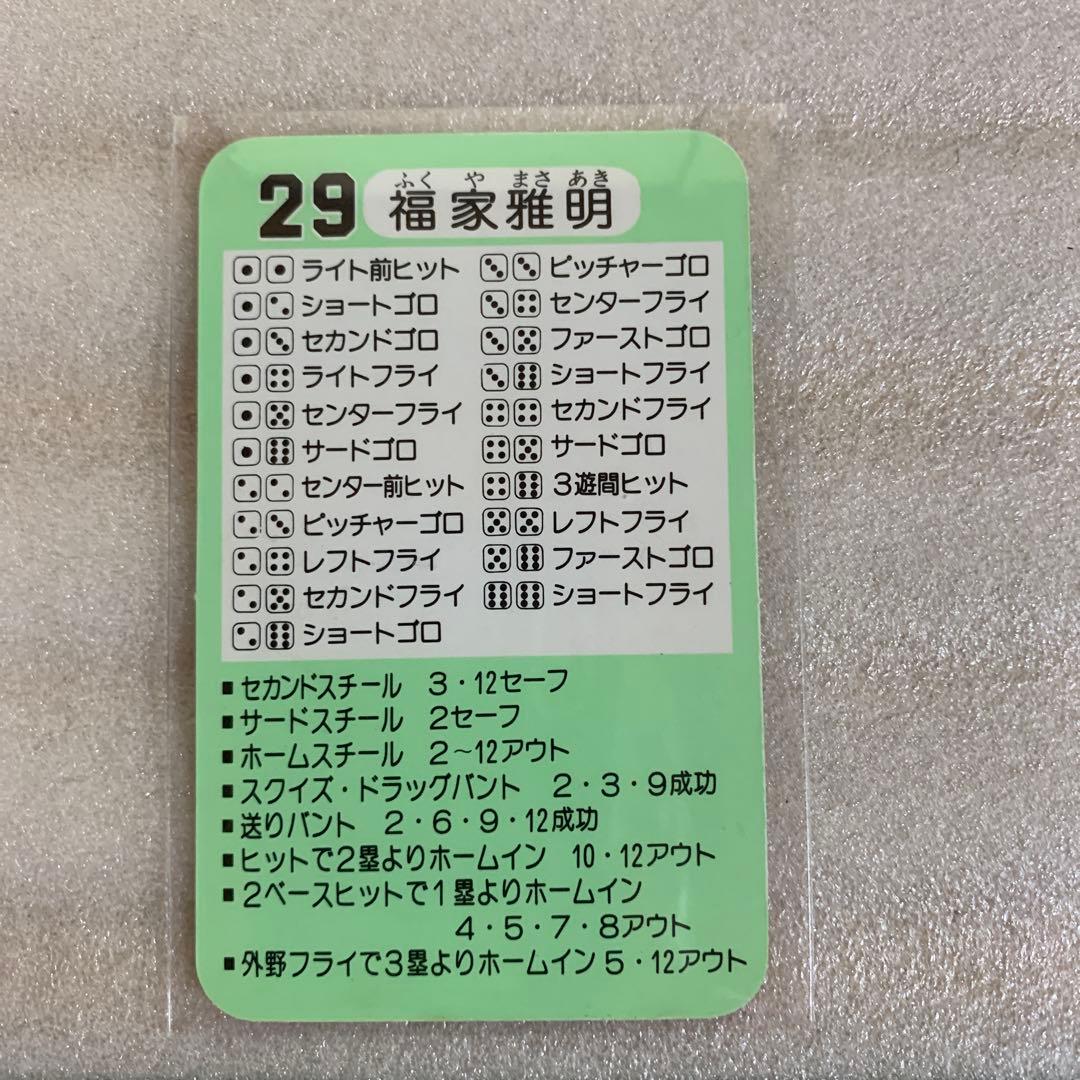 29 福家雅明
ふく や まさ あき
ライト前ヒット
ショートゴロ
セカンドゴロ
ライトフライ
センターフライ
サードゴロ
センター前ヒット
ピッチャーゴロ
レフトフライ
セカンドフライ
ショートゴロ
ピッチャーゴロ
センターフライ
ファーストゴロ
ショートフライ
セカンドフライ
サードゴロ
3遊間ヒット
レフトフライ
ファーストゴロ
ショートフライ
■セカンドスチール 3・12セーフ
■サードスチール 2セーフ
■ホームスチール 2〜12アウト
■スクイズ・ドラッグバント 2・3・9成功
■送りバント 2・6・9・12成功
■ヒットで2塁よりホームイン 10・12アウト
■2ベースヒットで1塁よりホームイン
4・5・7・8アウト
■外野フライで3塁よりホームイン 5・12アウト